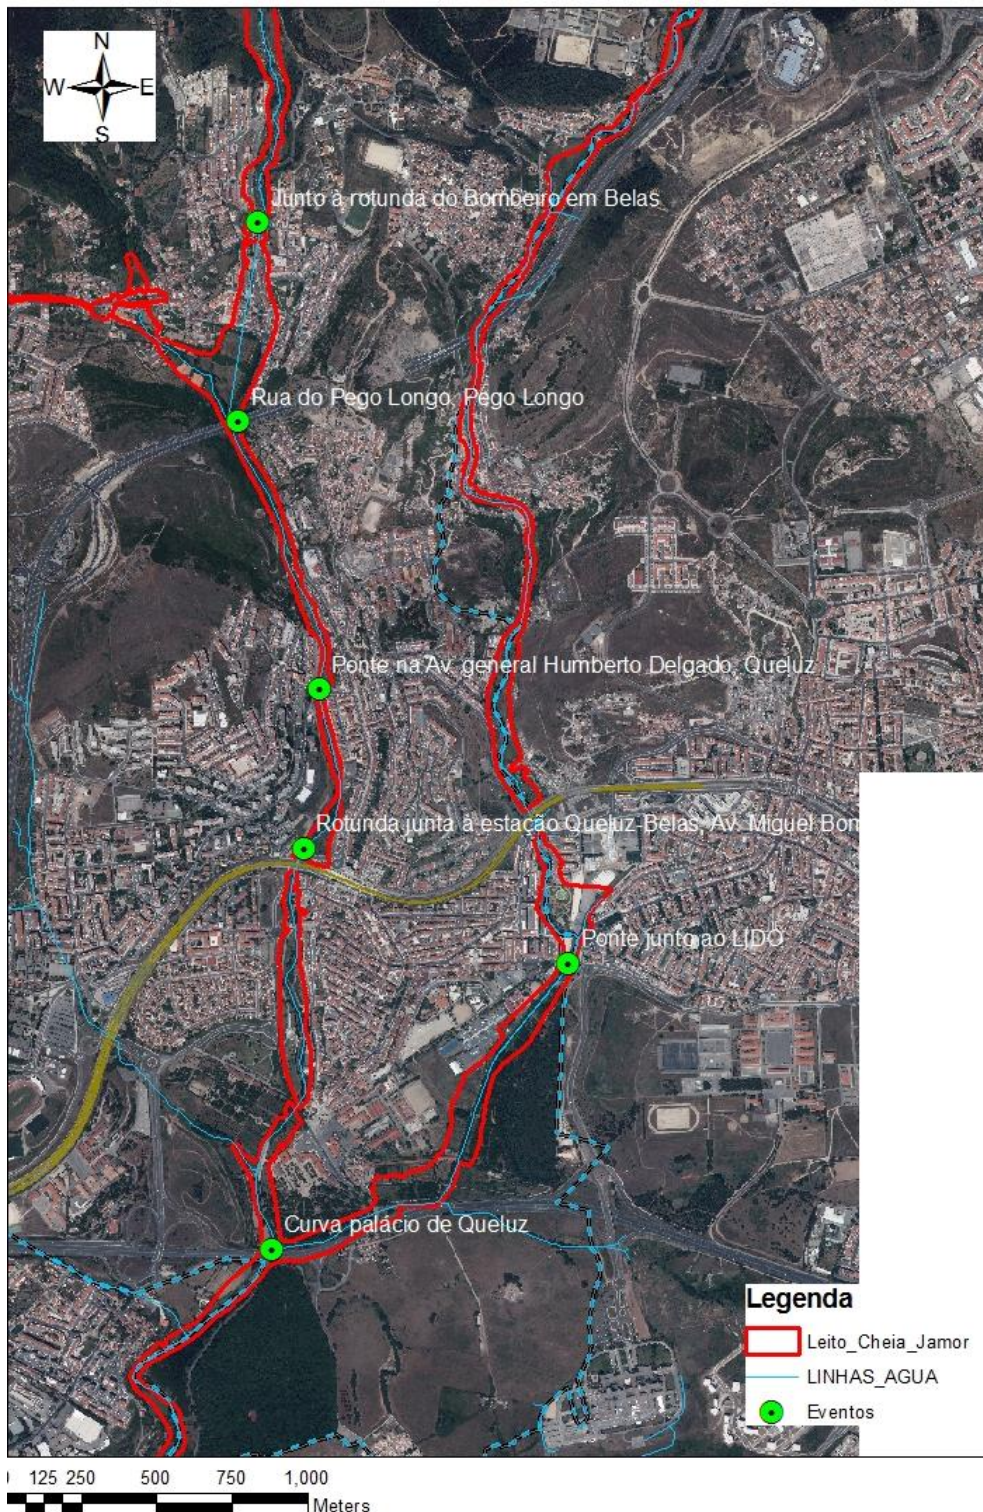 N
W E
S
Junto à rotunda do Bombeiro em Belas
Rua do Pego Longo, Pego Longo
Ponte na Av. general Humberto Delgado, Queluz
Rotunda junta à estação Queluz-Belas, Av. Miguel Bom
Ponte junto ao LIDO
Curva palácio de Queluz
Legenda
Leito_Cheia_Jamor
LINHAS_AGUA
Eventos
125 250 500 750 1,000
Meters